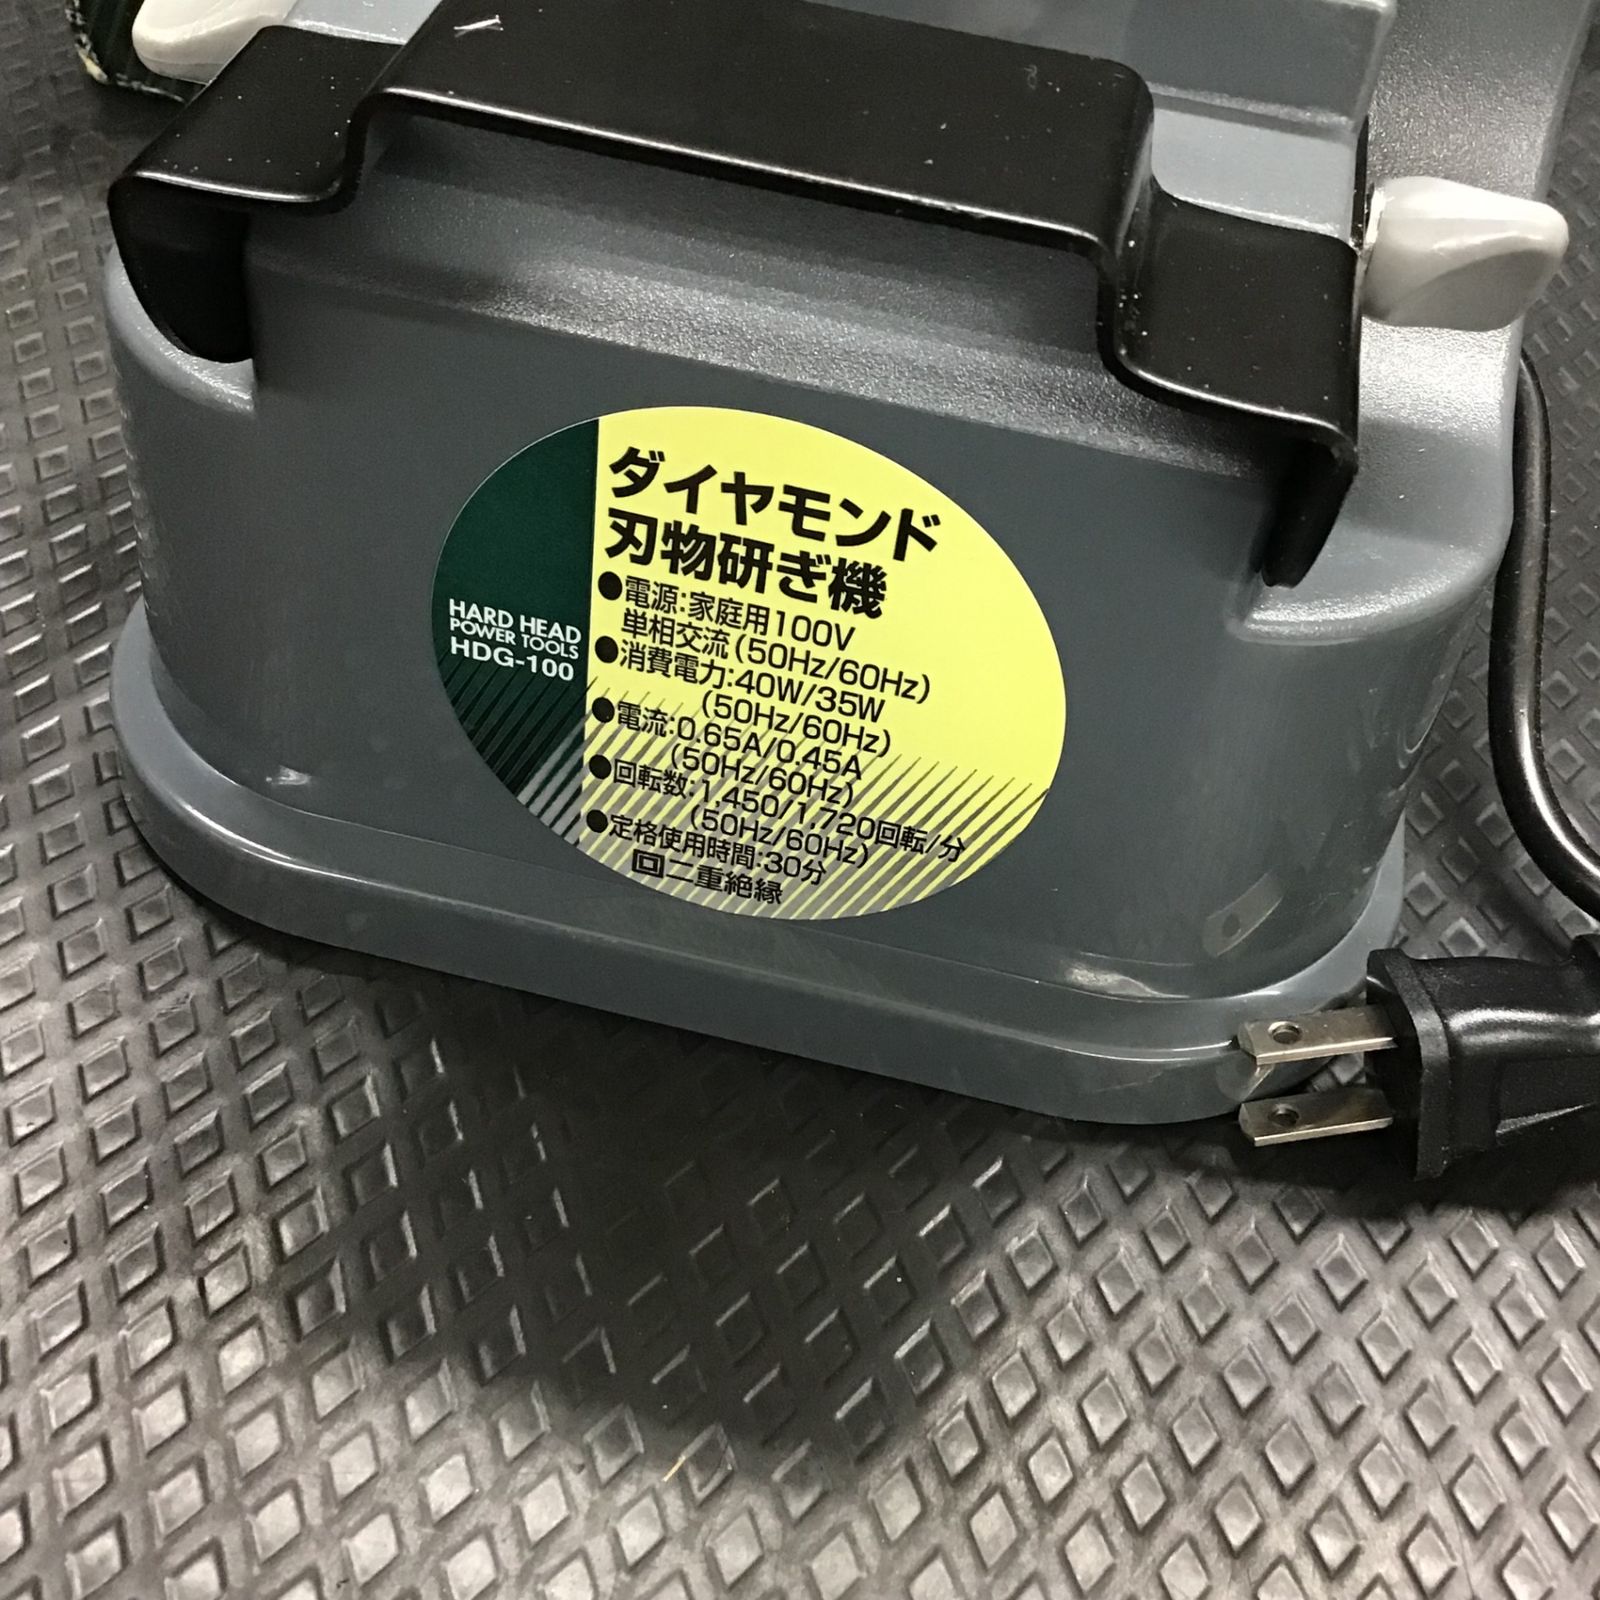 ダイヤモンド
刃物研ぎ機
●電源:家庭用100V
単相交流(50Hz/60Hz)
●消費電力:40W/35W
(50Hz/60Hz)
●電流:0.65A/0.45A
(50Hz/60Hz)
●回転数:1,450/1,720回転/分
(50Hz/60Hz)
●定格使用時間:30分
回二重絶縁
HARD HEAD
POWER TOOLS
HDG-100